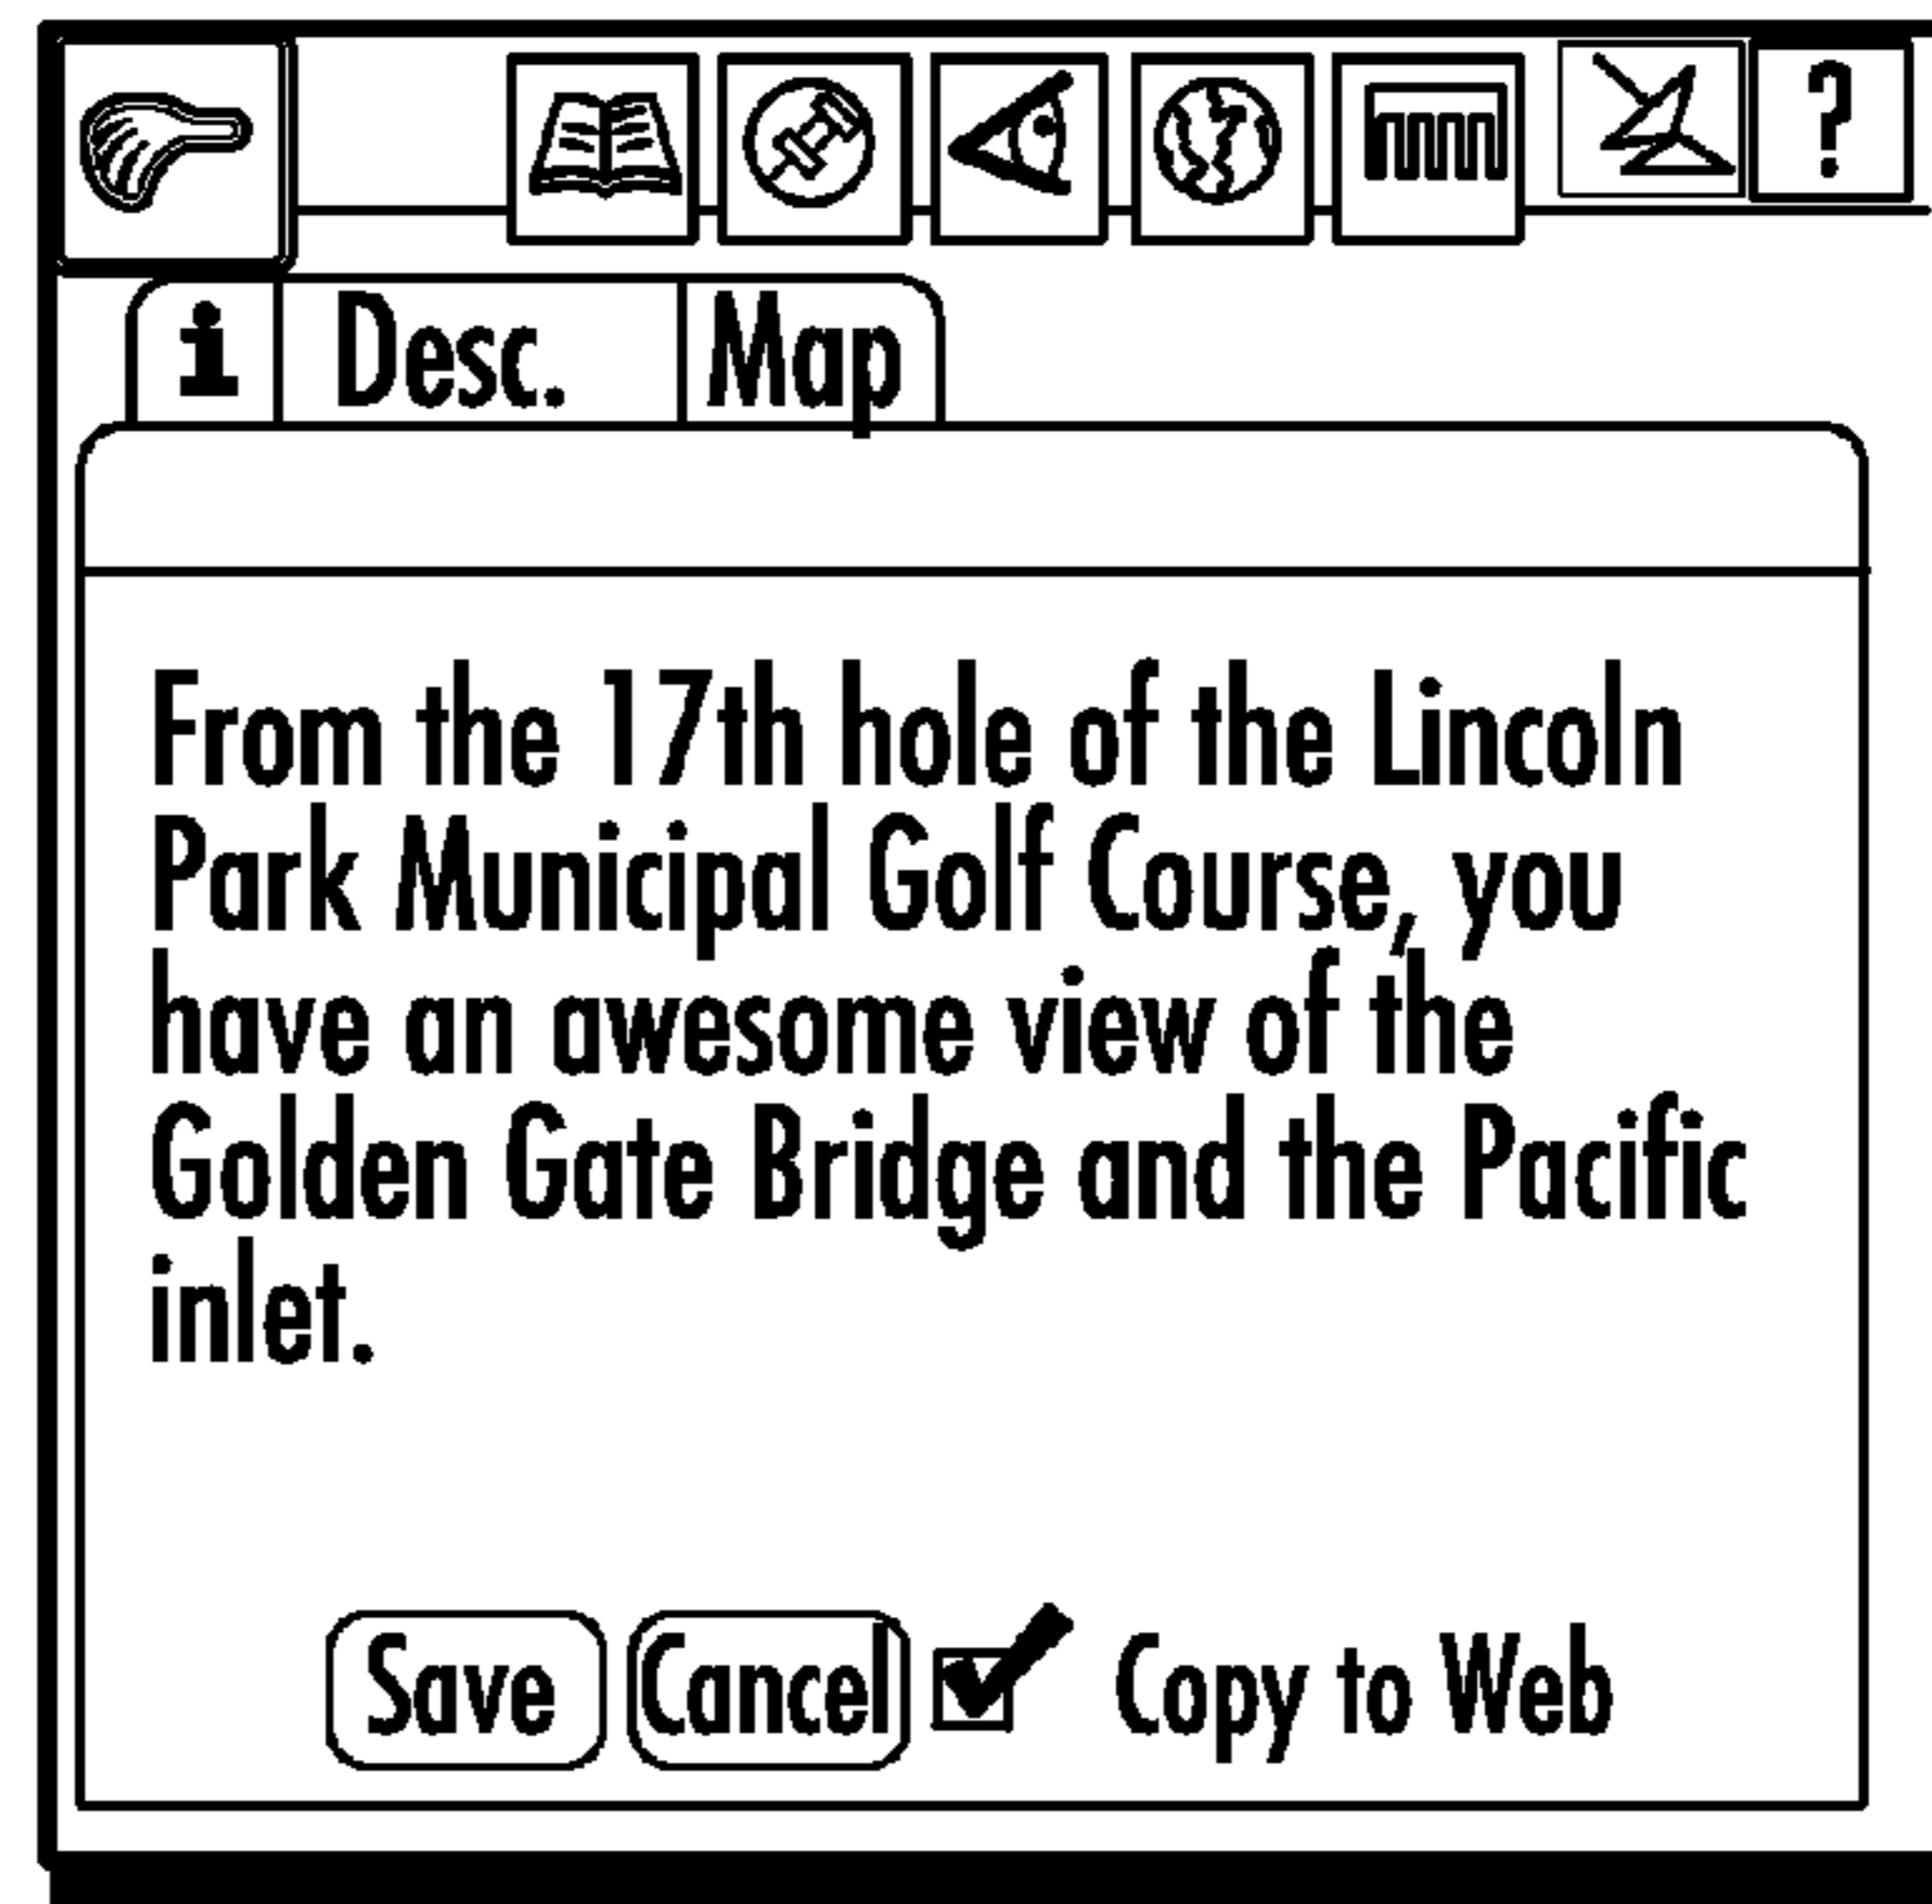 ?
i Desc. Map
From the 17th hole of the Lincoln
Park Municipal Golf Course, you
have an awesome view of the
Golden Gate Bridge and the Pacific
inlet.
Save Cancel Copy to Web